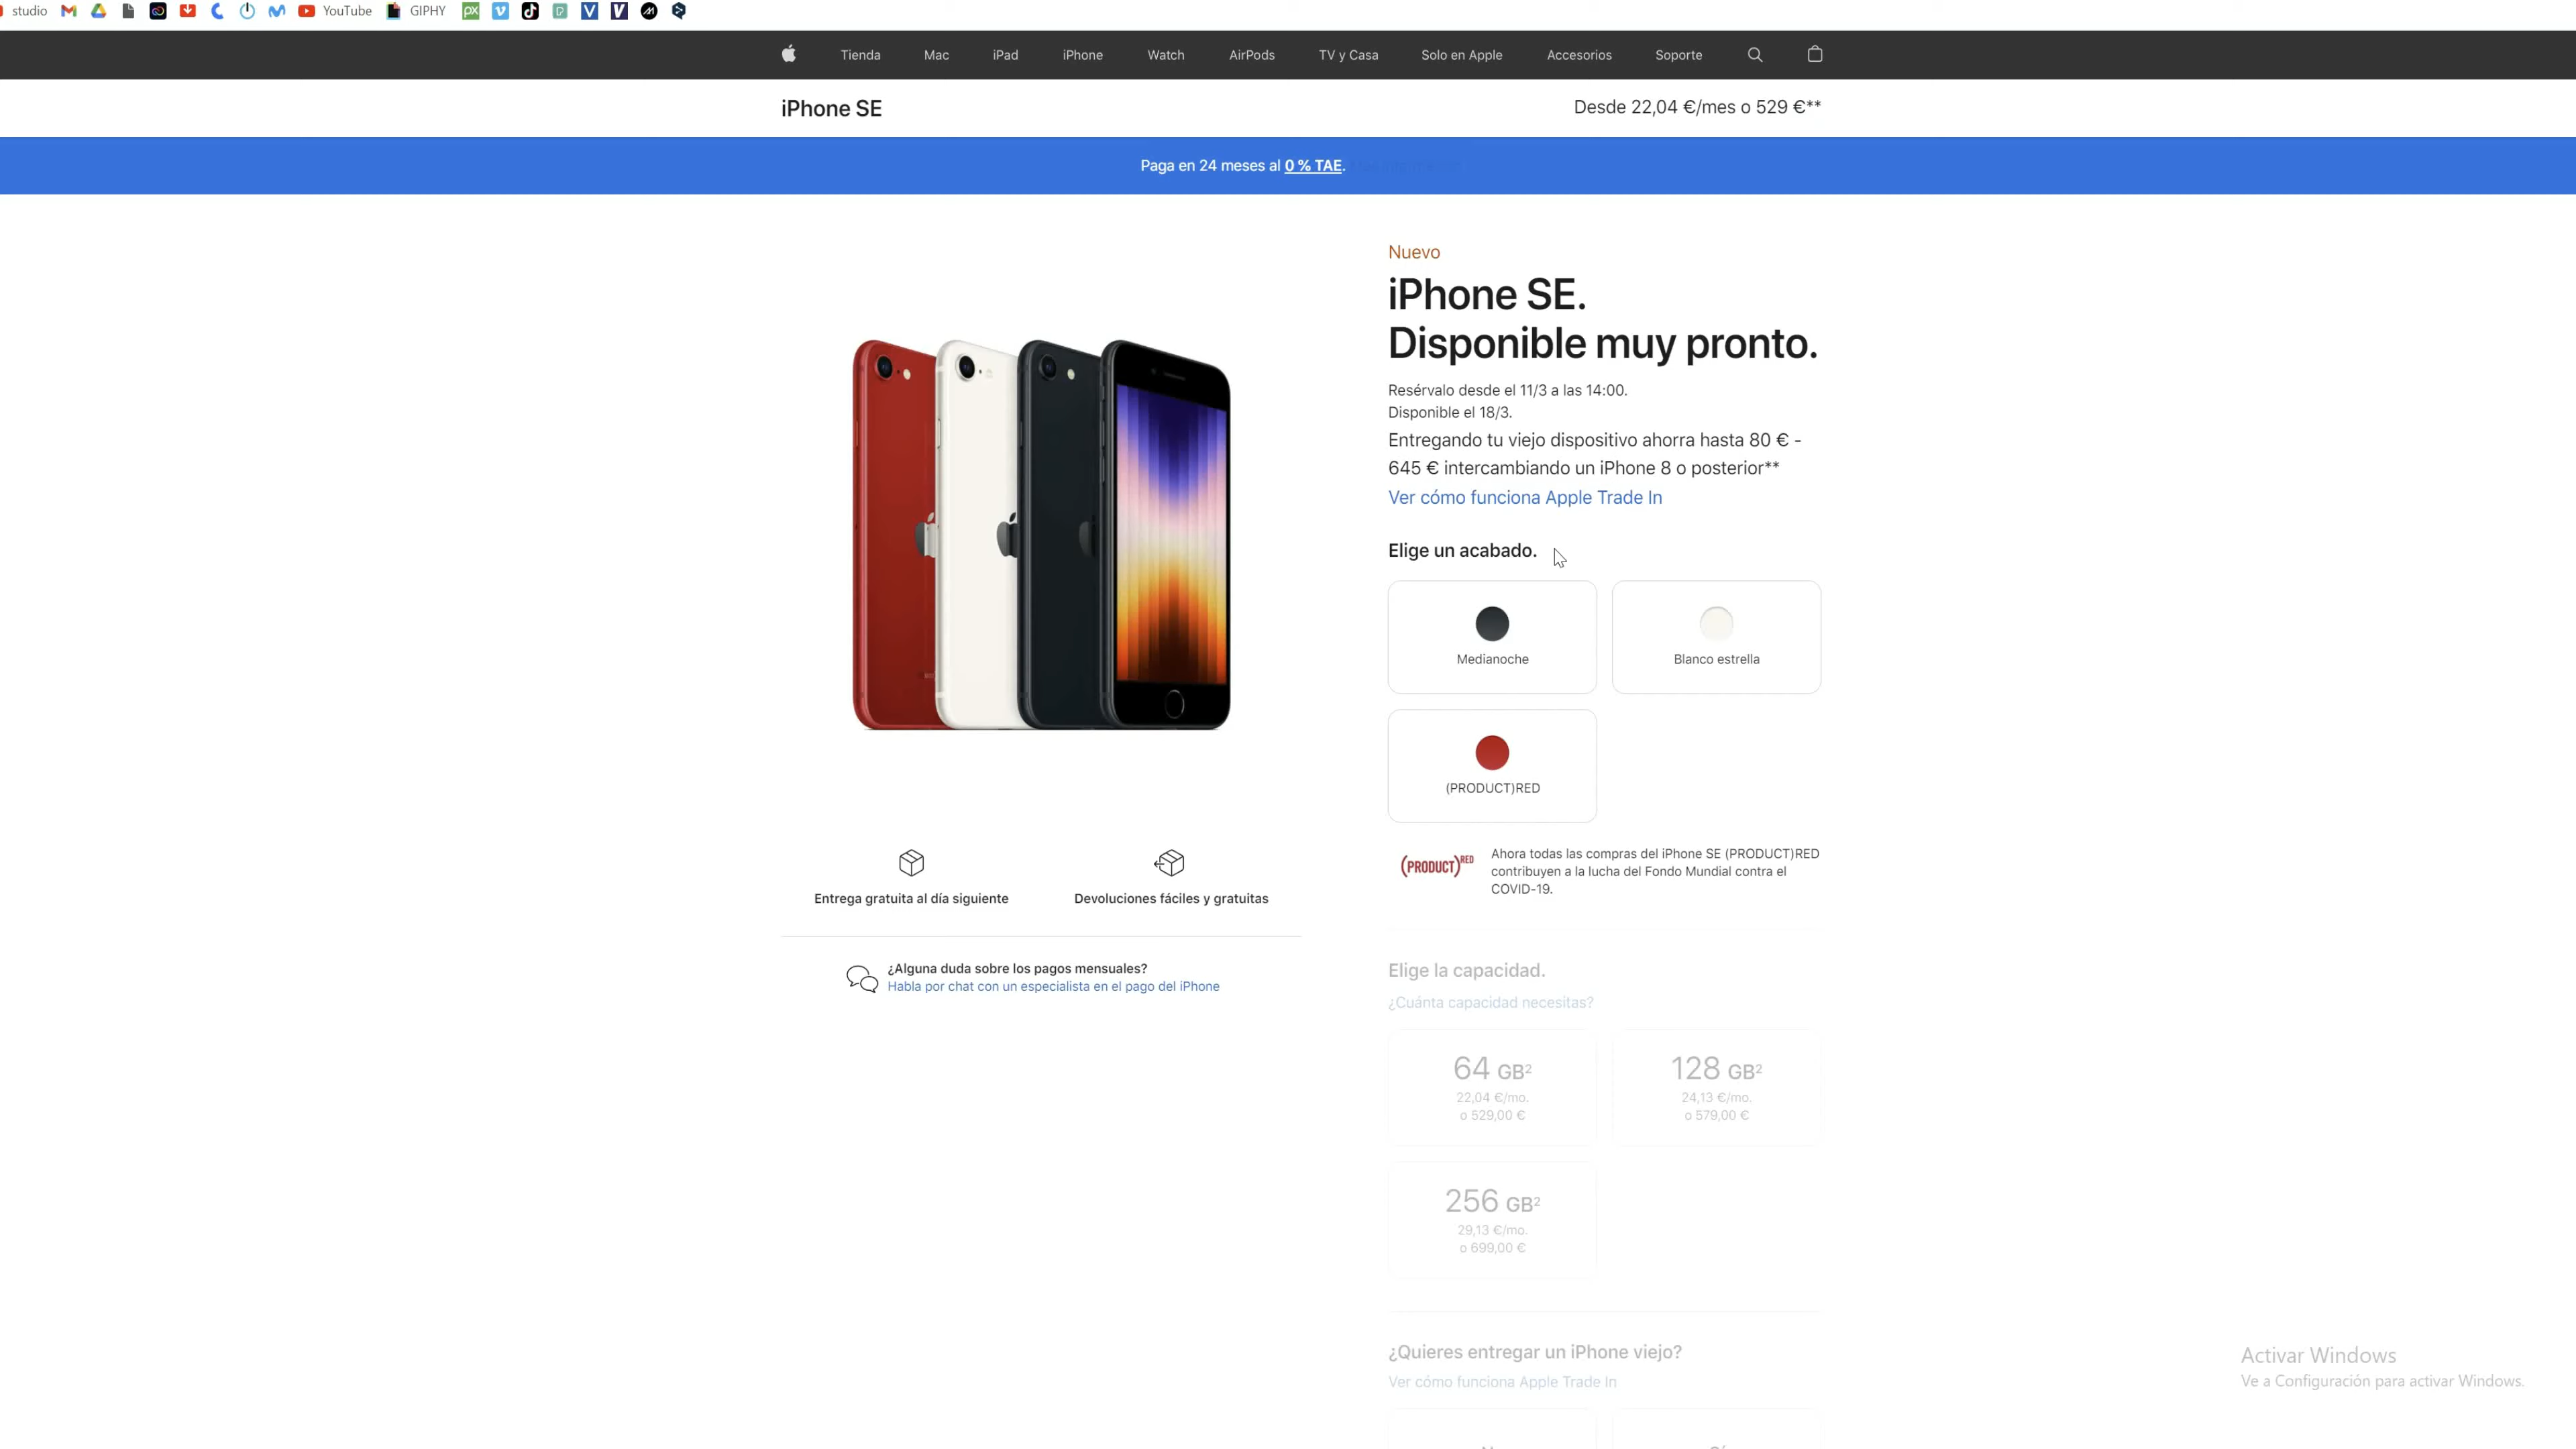 studio
YouTube
GIPHY
Tienda
Mac
iPad
iPhone
Watch
AirPods
TV y Casa
Solo en Apple
Accesorios
Soporte
iPhone SE
Desde 22,04 €/mes o 529 €**
Paga en 24 meses al 0 % TAE.
Nuevo
iPhone SE.
Disponible muy pronto.
Resérvalo desde el 11/3 a las 14:00.
Disponible el 18/3.
Entregando tu viejo dispositivo ahorra hasta 80 € -
645 € intercambiando un iPhone 8 o posterior**
Ver cómo funciona Apple Trade In
Elige un acabado.
Medianoche
Blanco estrella
(PRODUCT)RED
(PRODUCT)RED
Ahora todas las compras del iPhone SE (PRODUCT)RED
contribuyen a la lucha del Fondo Mundial contra el
COVID-19.
Entrega gratuita al día siguiente
Devoluciones fáciles y gratuitas
¿Alguna duda sobre los pagos mensuales?
Habla por chat con un especialista en el pago del iPhone
Elige la capacidad.
¿Cuánta capacidad necesitas?
64 GB²
22,04 €/mo.
o 529,00 €
128 GB²
24,13 €/mo.
o 579,00 €
256 GB²
29,13 €/mo.
o 699,00 €
¿Quieres entregar un iPhone viejo?
Ver cómo funciona Apple Trade In
Activar Windows
Ve a Configuración para activar Windows.